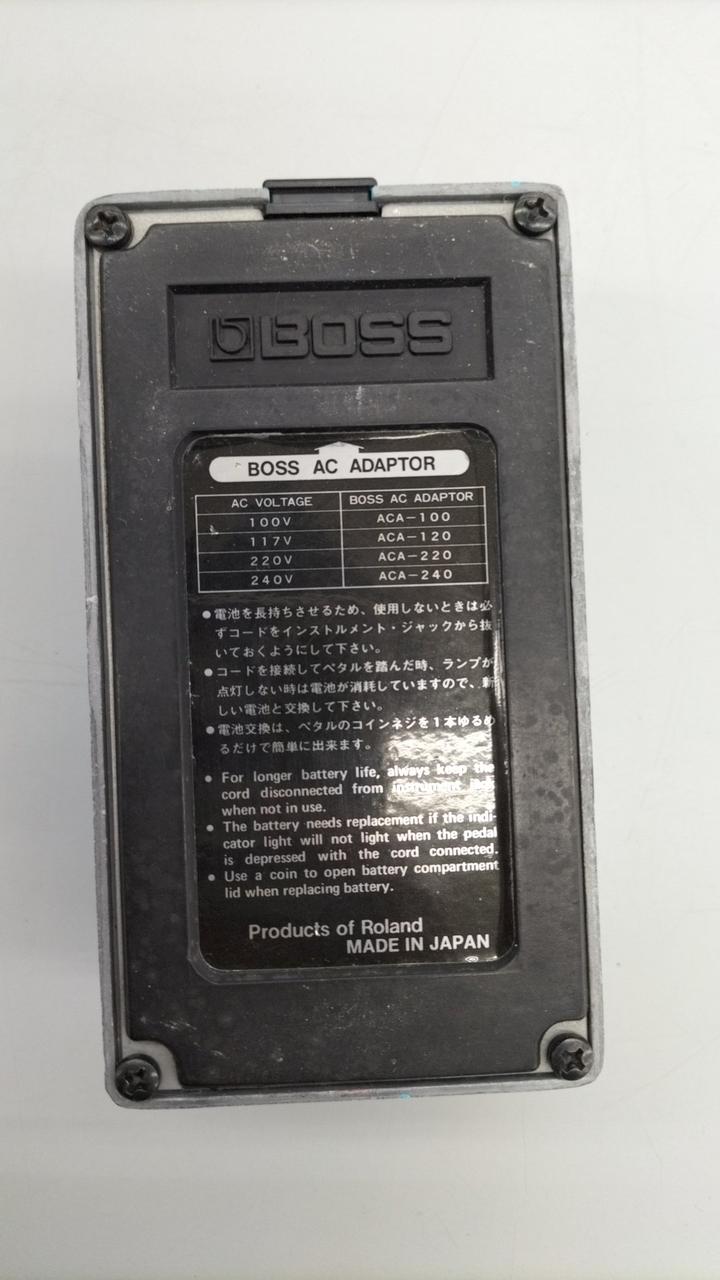 BOSS
BOSS AC ADAPTOR
AC VOLTAGE BOSS AC ADAPTOR
100V ACA-100
117V ACA-120
220V ACA-220
240V ACA-240
●電池を長持ちさせるため、使用しないときは必
ずコードをインストルメント・ジャックから抜
いておくようにして下さい。
●コードを接続してペタルを踏んだ時、ランプが
点灯しない時は電池が消耗していますので、新
しい電池と交換して下さい。
●電池交換は、ペタルのコインネジを1本ゆるめ
るだけで簡単に出来ます。
● For longer battery life, always keep the
cord disconnected from instrument jack
when not in use.
● The battery needs replacement if the indi-
cator light will not light when the pedal
is depressed with the cord connected.
● Use a coin to open battery compartment
lid when replacing battery.
Products of Roland
MADE IN JAPAN